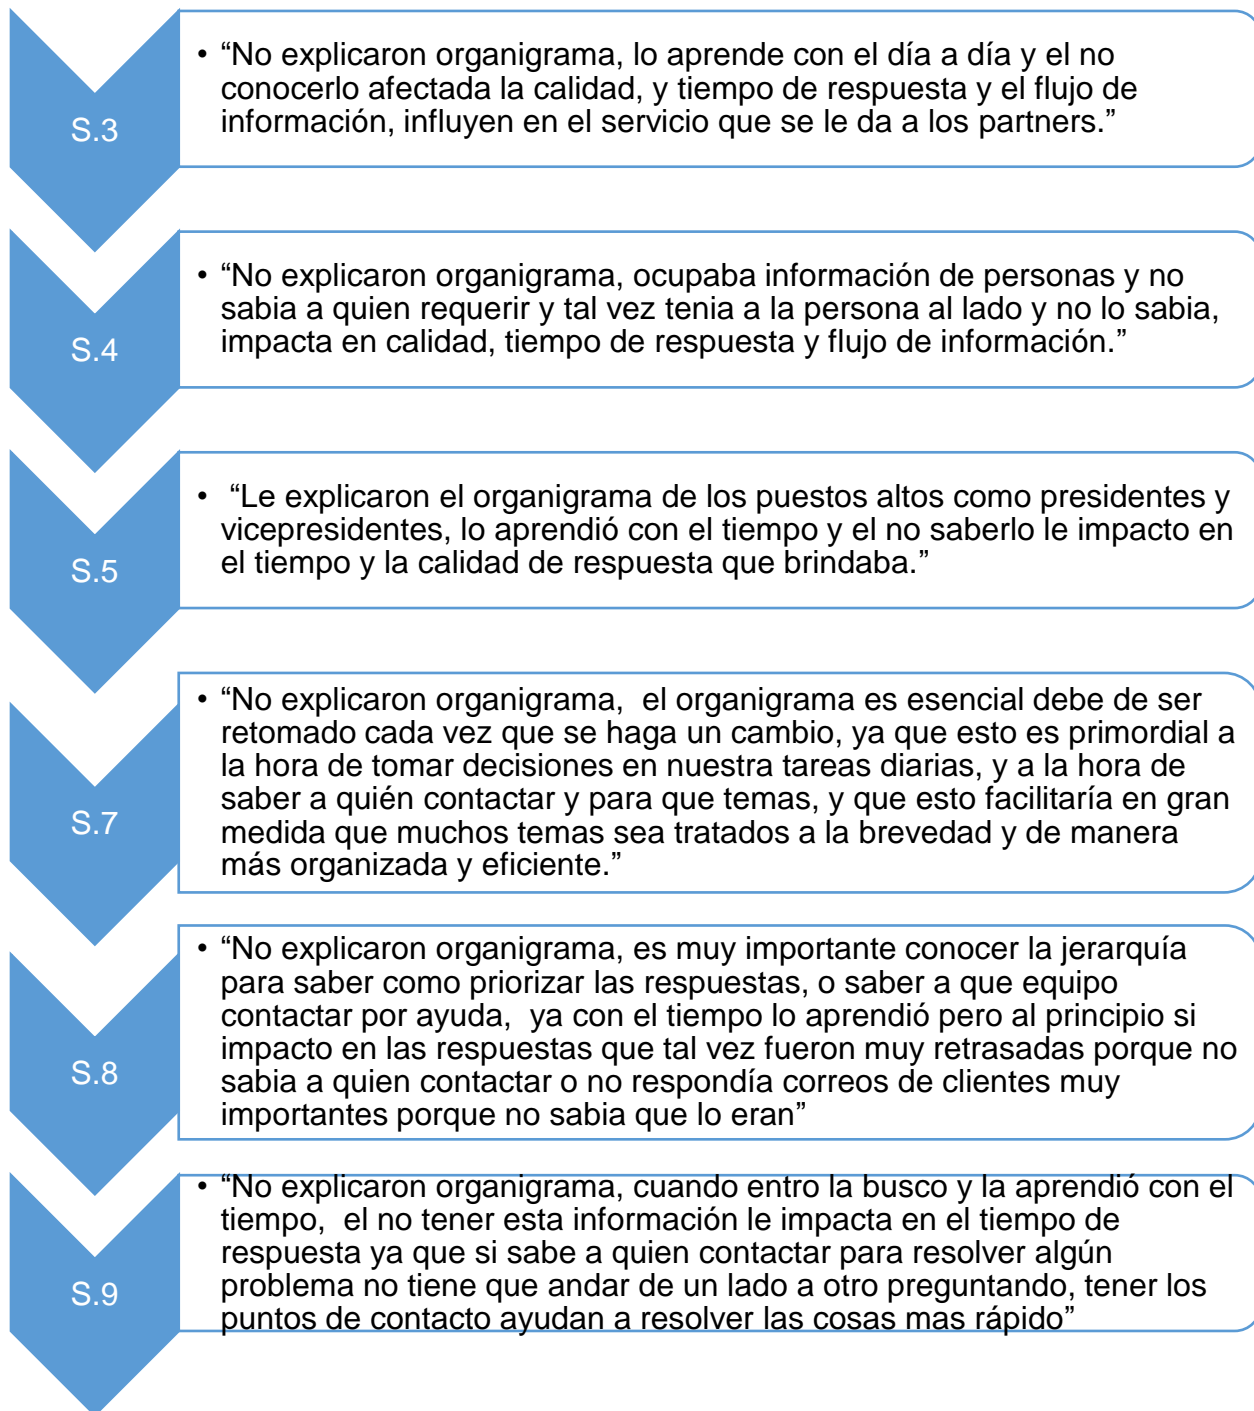 S.3
• “No explicaron organigrama, lo aprende con el día a día y el no
conocerlo afectada la calidad, y tiempo de respuesta y el flujo de
información, influyen en el servicio que se le da a los partners.”
S.4
• “No explicaron organigrama, ocupaba información de personas y no
sabia a quien requerir y tal vez tenia a la persona al lado y no lo sabia,
impacta en calidad, tiempo de respuesta y flujo de información.”
S.5
• “Le explicaron el organigrama de los puestos altos como presidentes y
vicepresidentes, lo aprendió con el tiempo y el no saberlo le impacto en
el tiempo y la calidad de respuesta que brindaba.”
S.7
• “No explicaron organigrama, el organigrama es esencial debe de ser
retomado cada vez que se haga un cambio, ya que esto es primordial a
la hora de tomar decisiones en nuestra tareas diarias, y a la hora de
saber a quién contactar y para que temas, y que esto facilitaría en gran
medida que muchos temas sea tratados a la brevedad y de manera
más organizada y eficiente.”
S.8
• “No explicaron organigrama, es muy importante conocer la jerarquía
para saber como priorizar las respuestas, o saber a que equipo
contactar por ayuda, ya con el tiempo lo aprendió pero al principio si
impacto en las respuestas que tal vez fueron muy retrasadas porque no
sabia a quien contactar o no respondía correos de clientes muy
importantes porque no sabia que lo eran”
S.9
• “No explicaron organigrama, cuando entro la busco y la aprendió con el
tiempo, el no tener esta información le impacta en el tiempo de
respuesta ya que si sabe a quien contactar para resolver algún
problema no tiene que andar de un lado a otro preguntando, tener los
puntos de contacto ayudan a resolver las cosas mas rápido”